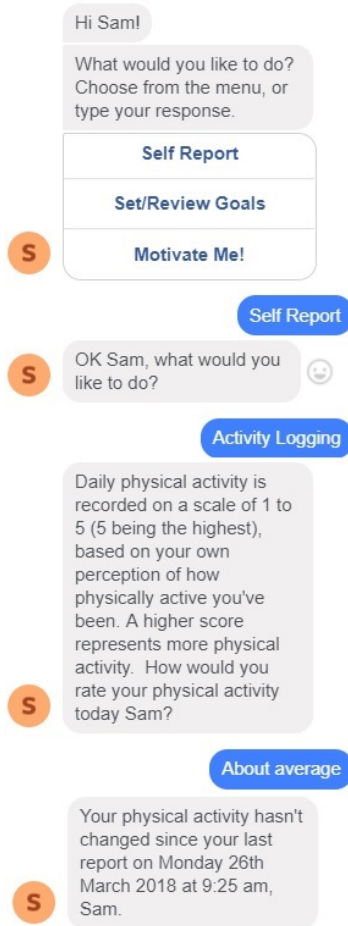 Hi Sam!
What would you like to do?
Choose from the menu, or
type your response.
Self Report
Set/Review Goals
Motivate Me!
S
Self Report
OK Sam, what would you
like to do?
S
Activity Logging
Daily physical activity is
recorded on a scale of 1 to
5 (5 being the highest),
based on your own
perception of how
physically active you've
been. A higher score
represents more physical
activity.  How would you
rate your physical activity
today Sam?
S
About average
Your physical activity hasn't
changed since your last
report on Monday 26th
March 2018 at 9:25 am,
Sam.
S